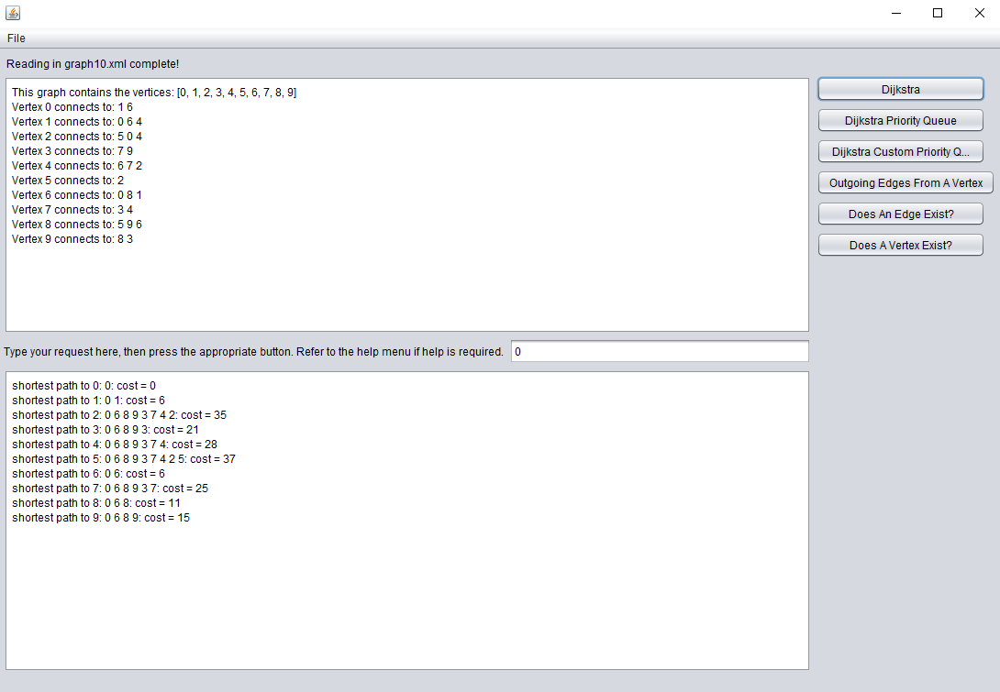 File
Reading in graph10.xml complete!
This graph contains the vertices: [0, 1, 2, 3, 4, 5, 6, 7, 8, 9]
Vertex 0 connects to: 1 6
Vertex 1 connects to: 0 6 4
Vertex 2 connects to: 5 0 4
Vertex 3 connects to: 7 9
Vertex 4 connects to: 6 7 2
Vertex 5 connects to: 2
Vertex 6 connects to: 0 8 1
Vertex 7 connects to: 3 4
Vertex 8 connects to: 5 9 6
Vertex 9 connects to: 8 3
Dijkstra
Dijkstra Priority Queue
Dijkstra Custom Priority Q...
Outgoing Edges From A Vertex
Does An Edge Exist?
Does A Vertex Exist?
Type your request here, then press the appropriate button. Refer to the help menu if help is required. 0
shortest path to 0: 0: cost = 0
shortest path to 1: 0 1: cost = 6
shortest path to 2: 0 6 8 9 3 7 4 2: cost = 35
shortest path to 3: 0 6 8 9 3: cost = 21
shortest path to 4: 0 6 8 9 3 7 4: cost = 28
shortest path to 5: 0 6 8 9 3 7 4 2 5: cost = 37
shortest path to 6: 0 6: cost = 6
shortest path to 7: 0 6 8 9 3 7: cost = 25
shortest path to 8: 0 6 8: cost = 11
shortest path to 9: 0 6 8 9: cost = 15